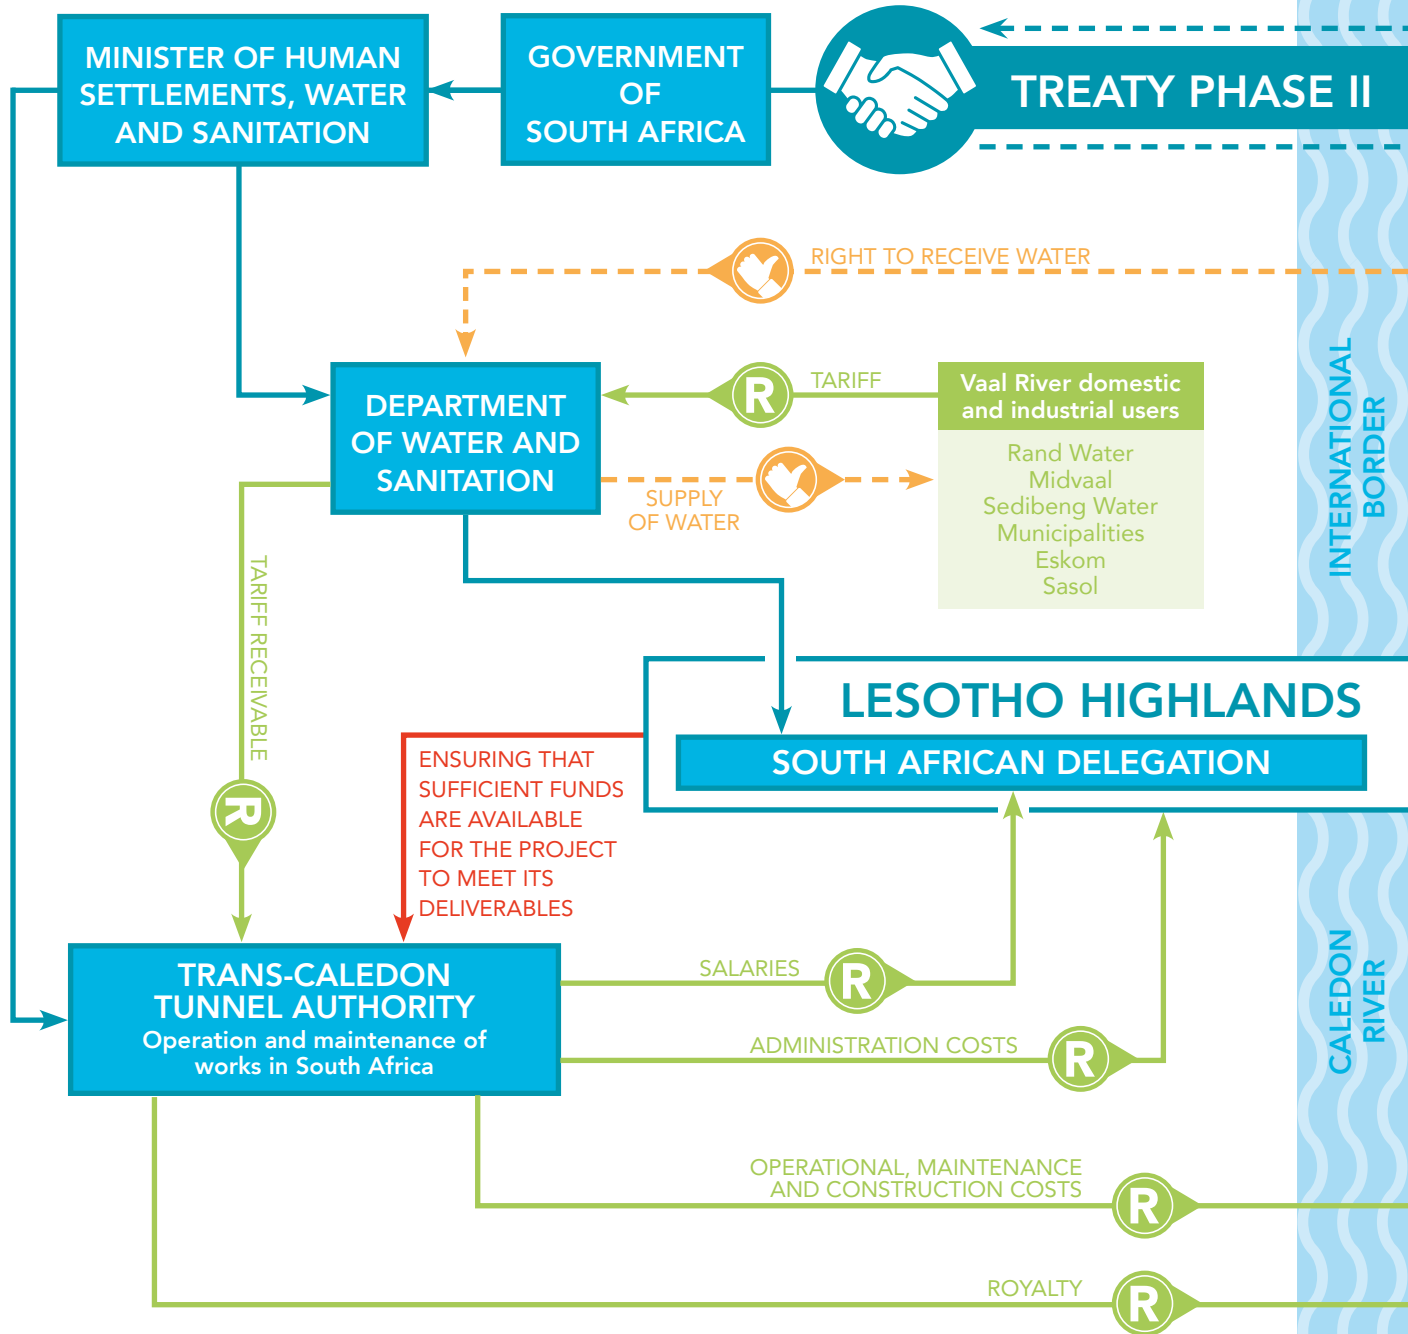 MINISTER OF HUMAN
SETTLEMENTS, WATER
AND SANITATION
GOVERNMENT
OF
SOUTH AFRICA
TREATY PHASE II
RIGHT TO RECEIVE WATER
DEPARTMENT
OF WATER AND
SANITATION
R
TARIFF
Vaal River domestic
and industrial users
Rand Water
Midvaal
Sedibeng Water
Municipalities
Eskom
Sasol
SUPPLY
OF WATER
INTERNATIONAL
BORDER
TARIFF RECEIVABLE
R
LESOTHO HIGHLANDS
SOUTH AFRICAN DELEGATION
ENSURING THAT
SUFFICIENT FUNDS
ARE AVAILABLE
FOR THE PROJECT
TO MEET ITS
DELIVERABLES
TRANS-CALEDON
TUNNEL AUTHORITY
Operation and maintenance of
works in South Africa
SALARIES
R
ADMINISTRATION COSTS
R
CALEDON
RIVER
OPERATIONAL, MAINTENANCE
AND CONSTRUCTION COSTS
R
ROYALTY
R